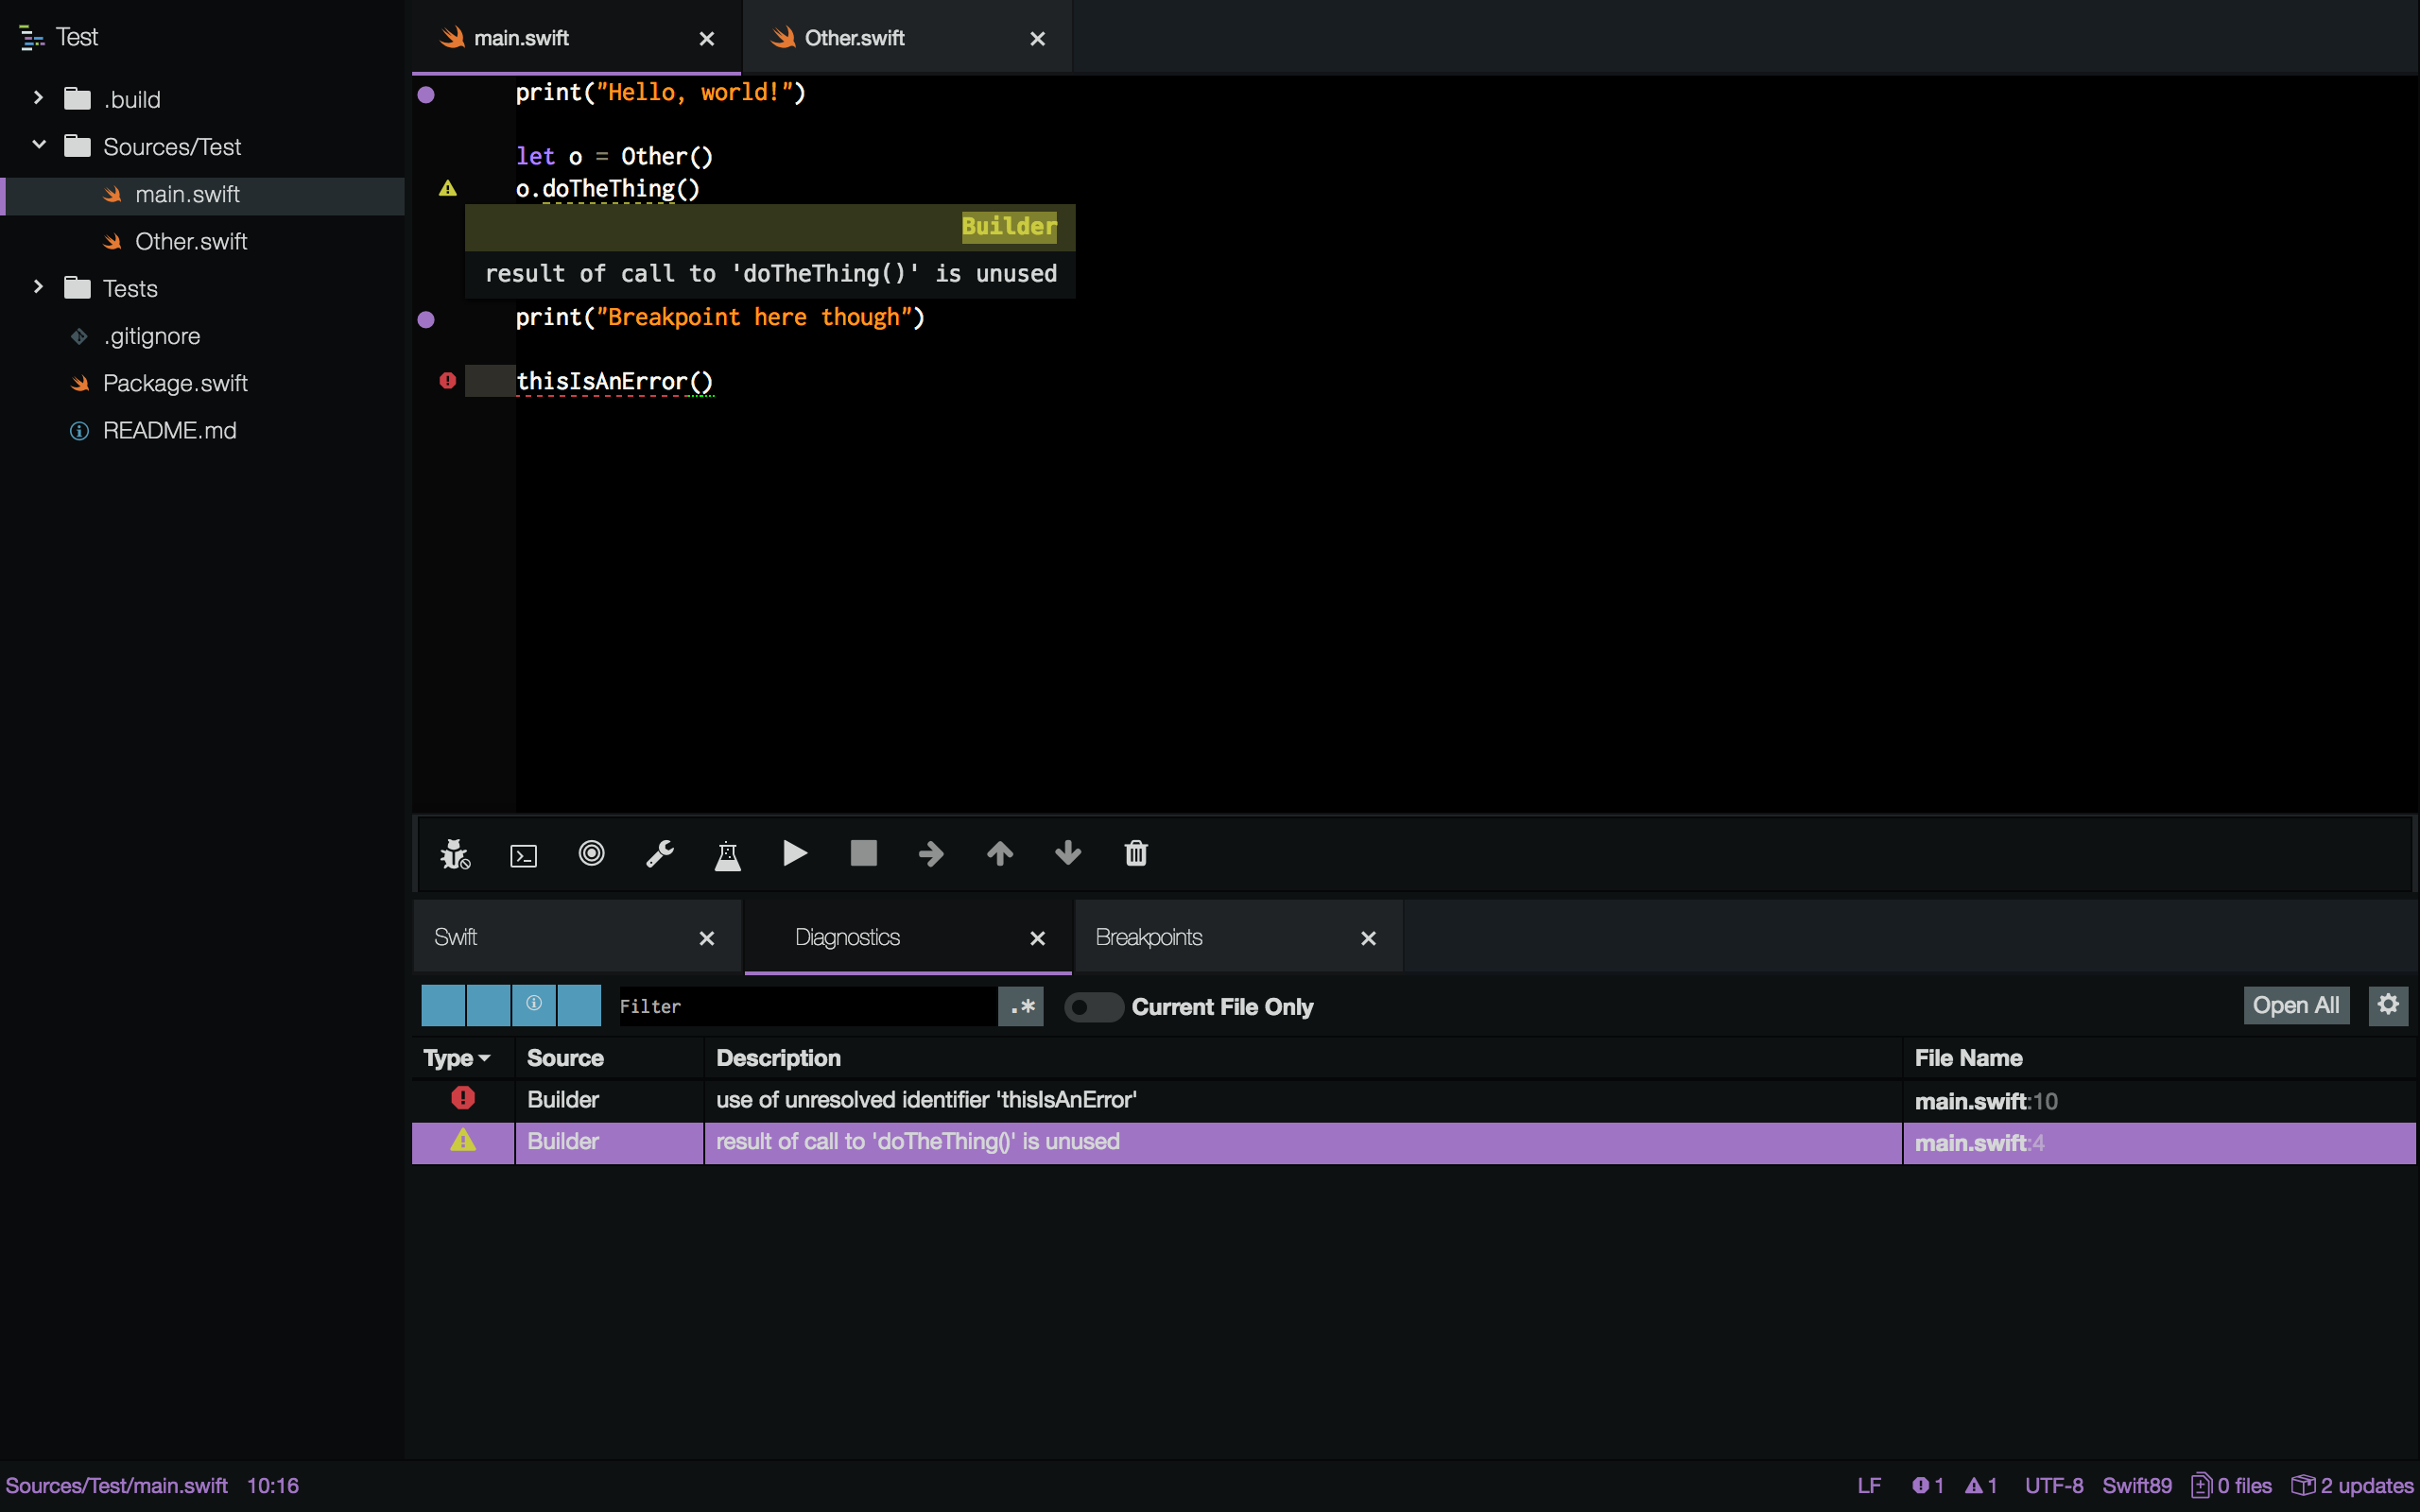 Test
.build
Sources/Test
main.swift
Other.swift
Tests
.gitignore
Package.swift
README.md
main.swift
Other.swift
print("Hello, world!")
let o = Other()
o.doTheThing()
Builder
result of call to 'doTheThing()' is unused
print("Breakpoint here though")
thisIsAnError()
Swift
Diagnostics
Breakpoints
Filter
.*
Current File Only
Open All
Type Source Description File Name
Builder use of unresolved identifier 'thisIsAnError' main.swift:10
Builder result of call to 'doTheThing()' is unused main.swift:4
Sources/Test/main.swift 10:16 LF 1 1 UTF-8 Swift89 0 files 2 updates